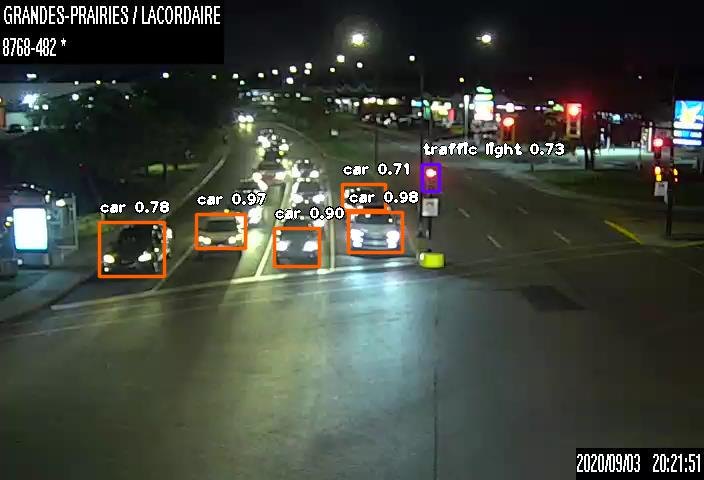 GRANDES-PRAIRIES / LACORDAIRE
8768-482 *
traffic light 0.73
car 0.71
car 0.97
car 0.98
car 0.78
car 0.90
2020/09/03 20:21:51